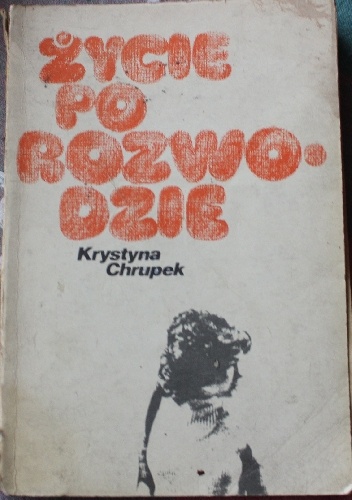 ŻYCIE
PO
ROZWO-
DZIE
Krystyna
Chrupek